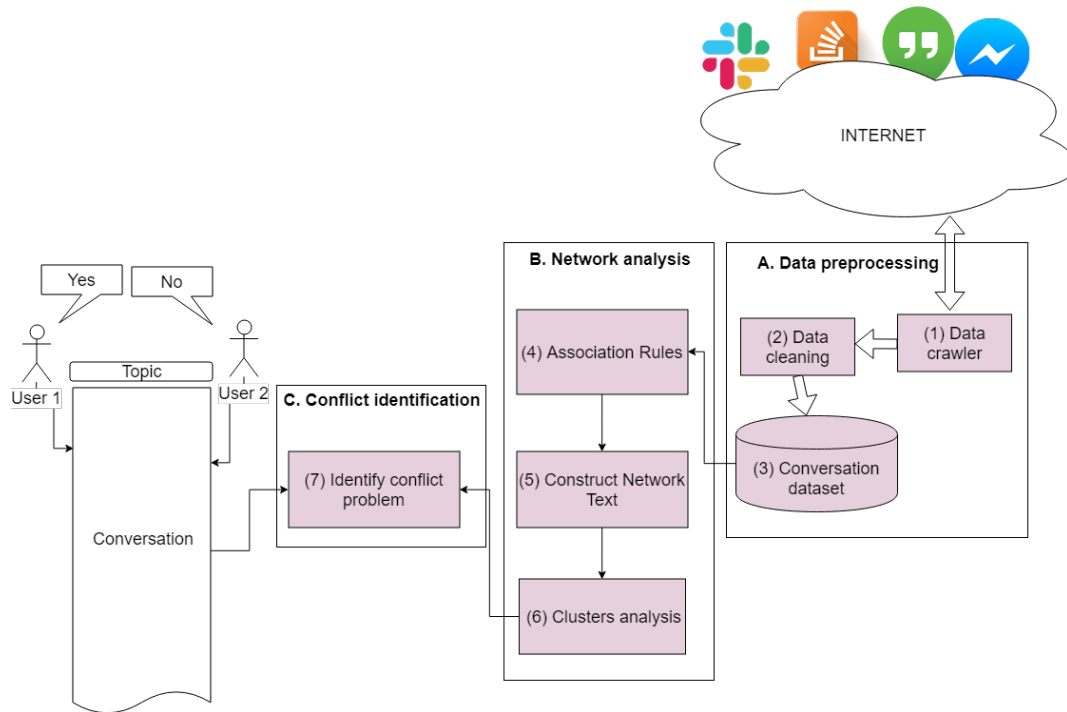 INTERNET
B. Network analysis
A. Data preprocessing
Yes
No
(4) Association Rules
(2) Data
cleaning
(1) Data
crawler
Topic
User 1
User 2
C. Conflict identification
(7) Identify conflict
problem
(5) Construct Network
Text
(3) Conversation
dataset
Conversation
(6) Clusters analysis